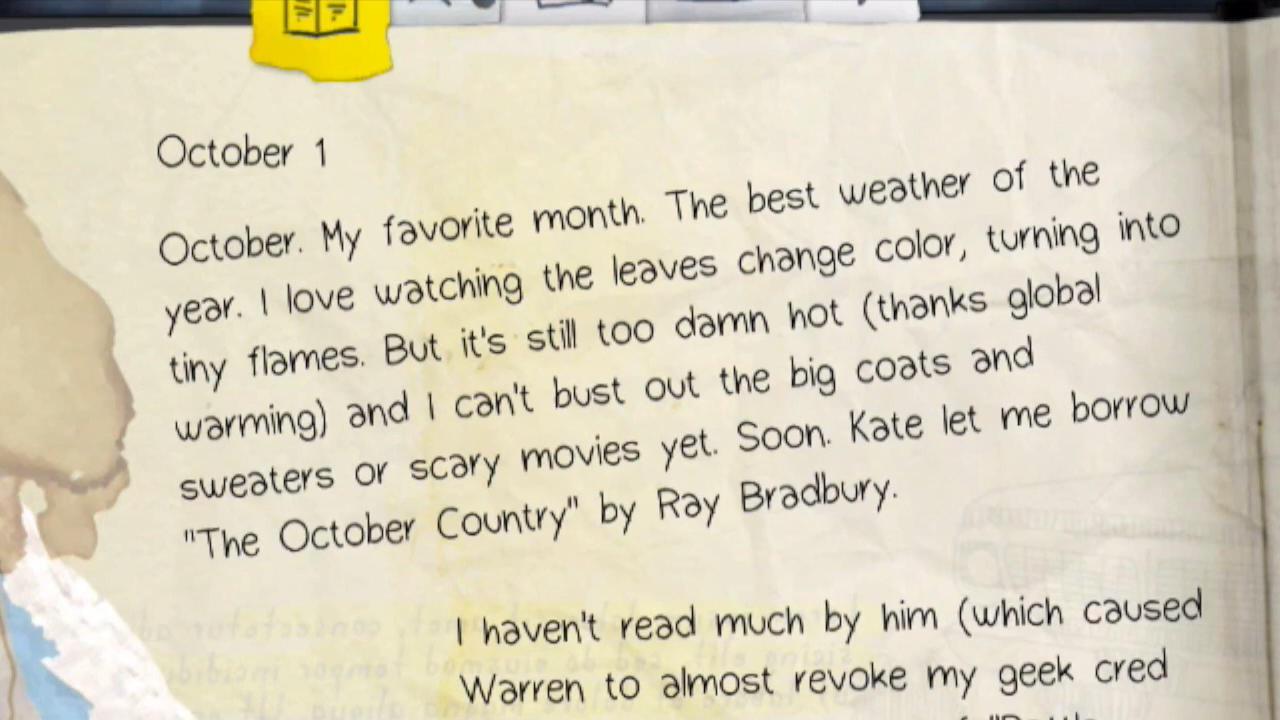 October 1
October. My favorite month. The best weather of the
year. I love watching the leaves change color, turning into
tiny flames. But it's still too damn hot (thanks global
warming) and I can't bust out the big coats and
sweaters or scary movies yet. Soon. Kate let me borrow
"The October Country" by Ray Bradbury.
I haven't read much by him (which caused
Warren to almost revoke my geek cred